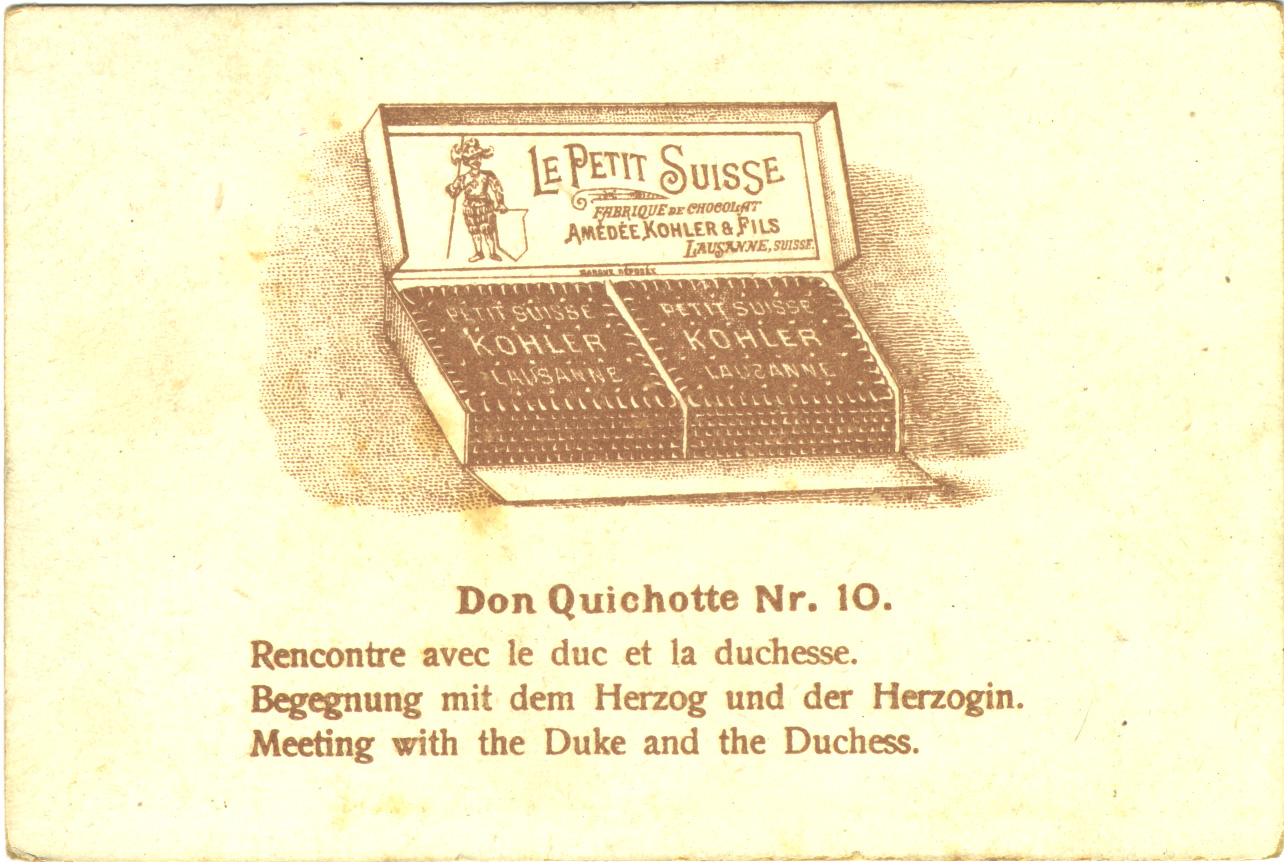 LE PETIT SUISSE
FABRIQUE DE CHOCOLAT
AMÉDÉE KOHLER & FILS
LAUSANNE, SUISSE.
MARQUE DÉPOSÉE
PETIT SUISSE
KOHLER
LAUSANNE
PETIT SUISSE
KOHLER
LAUSANNE
Don Quichotte Nr. 10.
Rencontre avec le duc et la duchesse.
Begegnung mit dem Herzog und der Herzogin.
Meeting with the Duke and the Duchess.